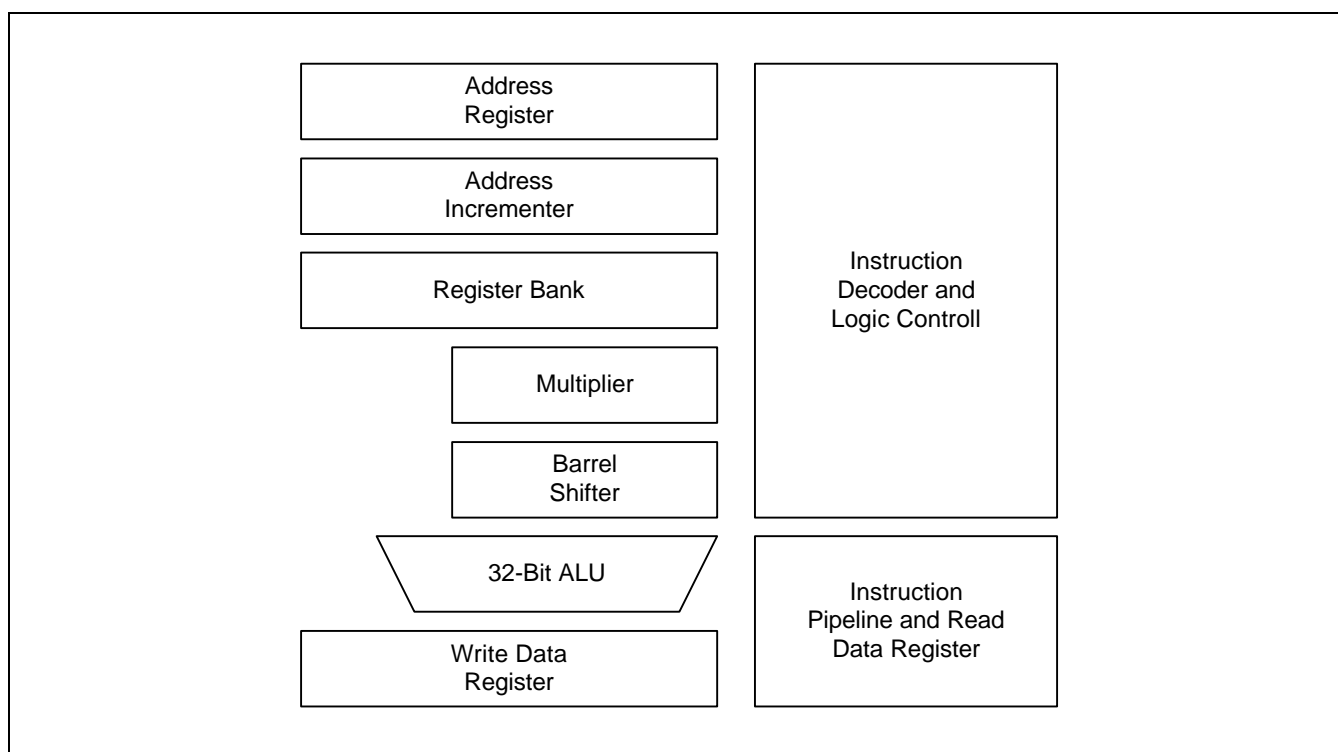 Address
Register
Address
Incrementer
Register Bank
Multiplier
Barrel
Shifter
32-Bit ALU
Write Data
Register
Instruction
Decoder and
Logic Controll
Instruction
Pipeline and Read
Data Register